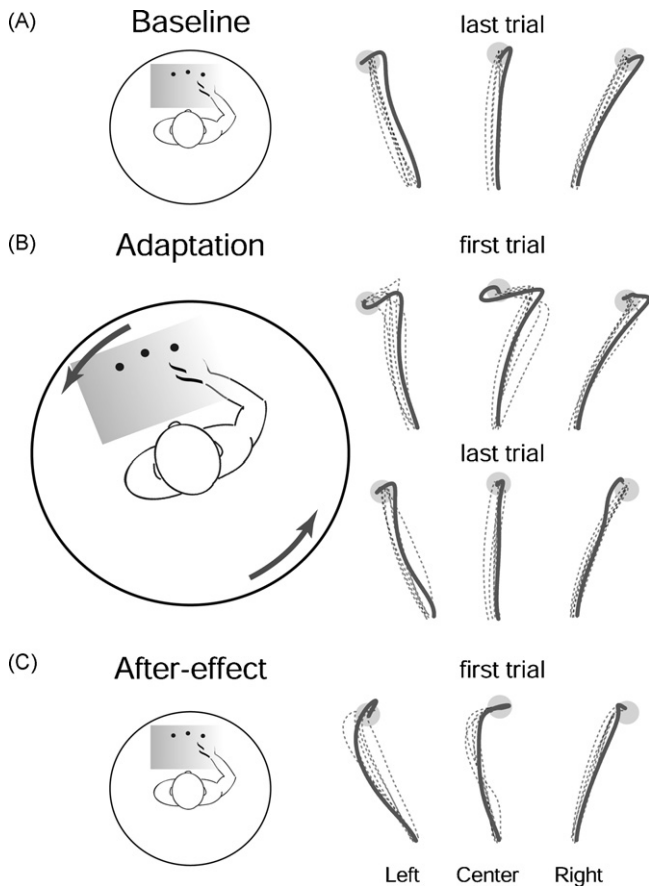 (A)
Baseline
last trial
(B)
Adaptation
first trial
last trial
(C)
After-effect
first trial
Left Center Right